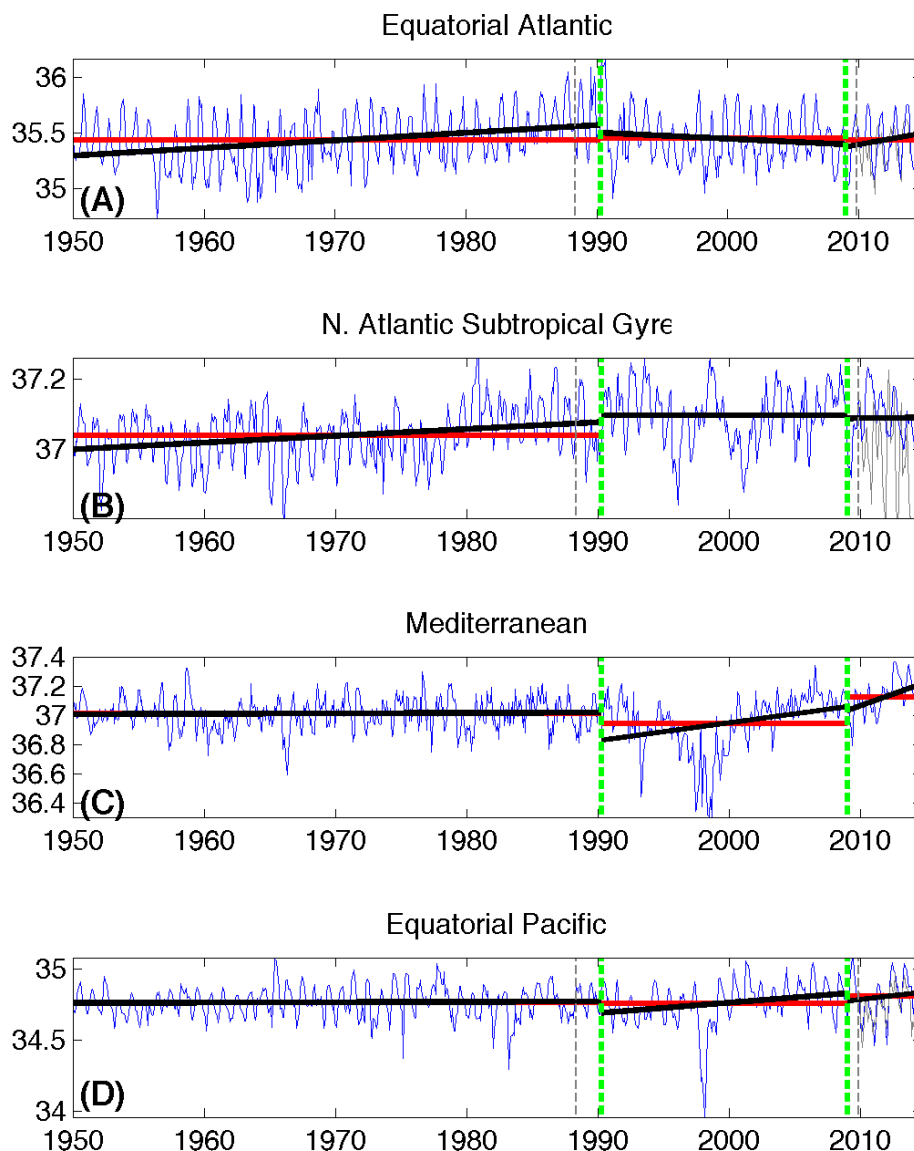 Equatorial Atlantic
36
35.5
35
(A)
1950 1960 1970 1980 1990 2000 2010
N. Atlantic Subtropical Gyre
37.2
37
(B)
1950 1960 1970 1980 1990 2000 2010
Mediterranean
37.4
37.2
37
36.8
36.6
36.4
(C)
1950 1960 1970 1980 1990 2000 2010
Equatorial Pacific
35
34.5
34
(D)
1950 1960 1970 1980 1990 2000 2010